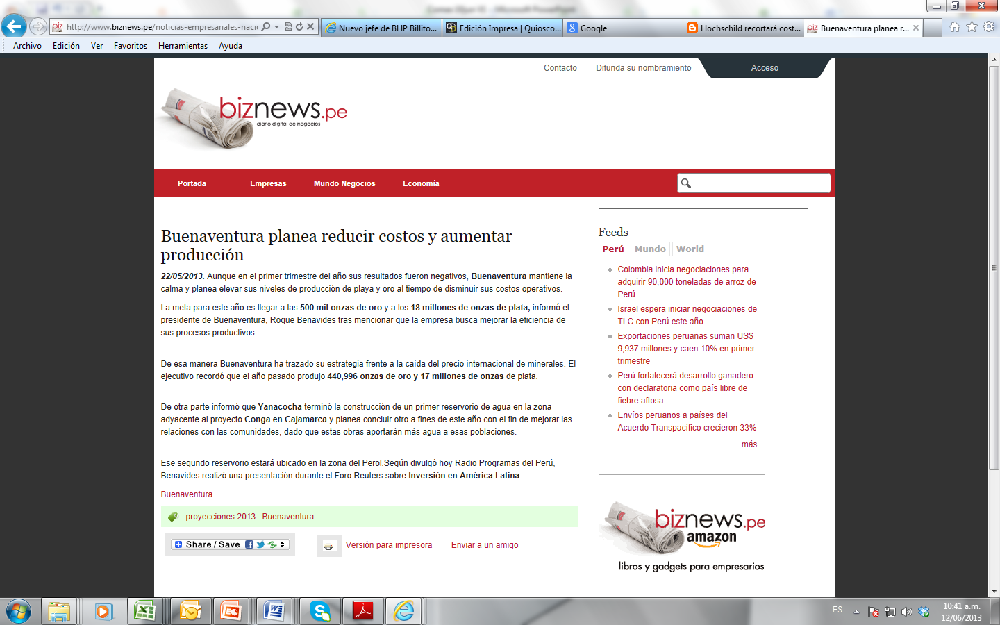 http://www.biznews.pe/noticias-empresariales-naci
Nuevo jefe de BHP Billito...
Edición Impresa | Quiosco...
Google
Hochschild recortará cost...
Buenaventura planea r...
Archivo Edición Ver Favoritos Herramientas Ayuda
Contacto Difunda su nombramiento Acceso
biznews.pe
diario digital de negocios
Portada Empresas Mundo Negocios Economía
Buenaventura planea reducir costos y aumentar
producción
22/05/2013. Aunque en el primer trimestre del año sus resultados fueron negativos, Buenaventura mantiene la
calma y planea elevar sus niveles de producción de playa y oro al tiempo de disminuir sus costos operativos.
La meta para este año es llegar a las 500 mil onzas de oro y a los 18 millones de onzas de plata, informó el
presidente de Buenaventura, Roque Benavides tras mencionar que la empresa busca mejorar la eficiencia de
sus procesos productivos.
De esa manera Buenaventura ha trazado su estrategia frente a la caída del precio internacional de minerales. El
ejecutivo recordó que el año pasado produjo 440,996 onzas de oro y 17 millones de onzas de plata.
De otra parte informó que Yanacocha terminó la construcción de un primer reservorio de agua en la zona
adyacente al proyecto Conga en Cajamarca y planea concluir otro a fines de este año con el fin de mejorar las
relaciones con las comunidades, dado que estas obras aportarán más agua a esas poblaciones.
Ese segundo reservorio estará ubicado en la zona del Perol.Según divulgó hoy Radio Programas del Perú,
Benavides realizó una presentación durante el Foro Reuters sobre Inversión en América Latina.
Buenaventura
proyecciones 2013 Buenaventura
Share / Save
Versión para impresora Enviar a un amigo
Feeds
Perú Mundo World
Colombia inicia negociaciones para
adquirir 90,000 toneladas de arroz de
Perú
Israel espera iniciar negociaciones de
TLC con Perú este año
Exportaciones peruanas suman US$
9,937 millones y caen 10% en primer
trimestre
Perú fortalecerá desarrollo ganadero
con declaratoria como país libre de
fiebre aftosa
Envíos peruanos a países del
Acuerdo Transpacífico crecieron 33%
más
biznews.pe
amazon
libros y gadgets para empresarios
ES
10:41 a.m.
12/06/2013